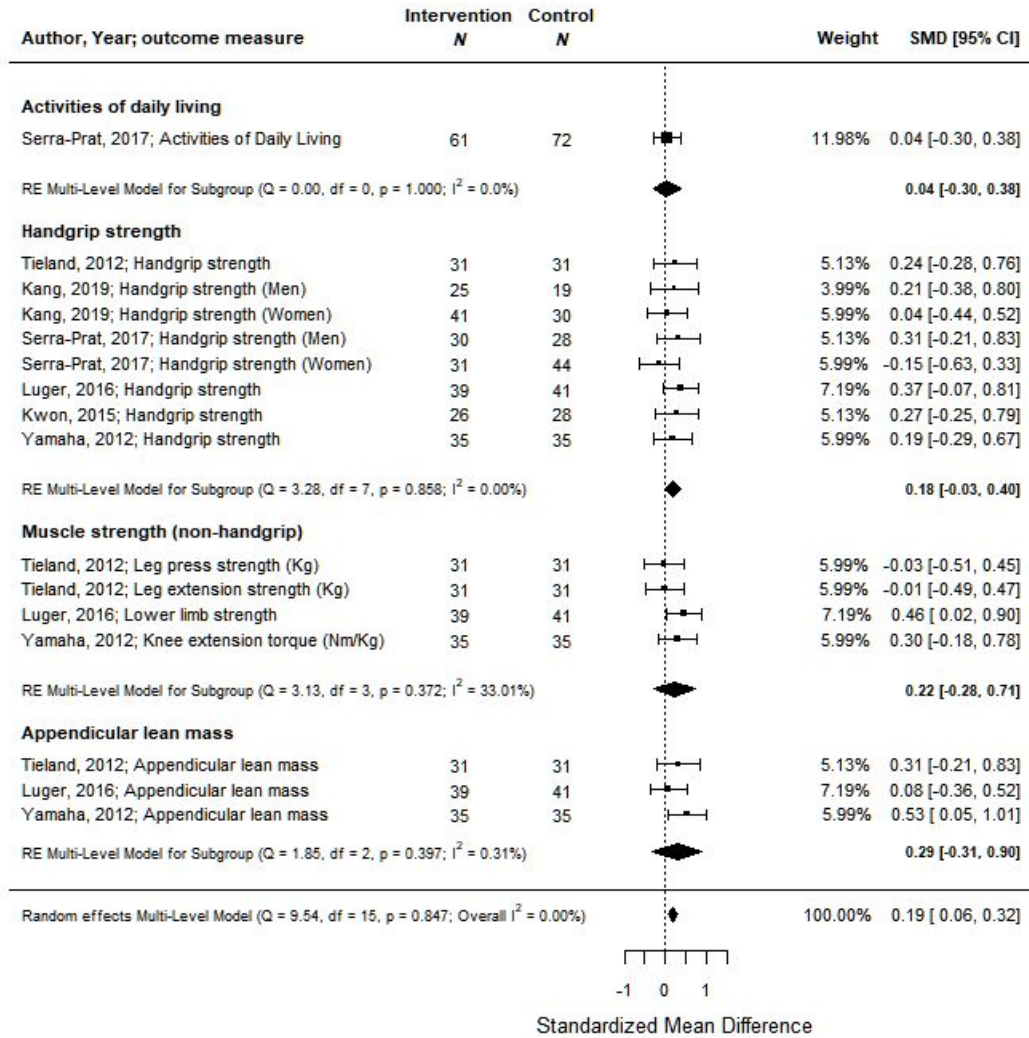 Intervention Control
Author, Year; outcome measure N N Weight SMD [95% CI]
Activities of daily living
Serra-Prat, 2017; Activities of Daily Living 61 72 11.98% 0.04 [-0.30, 0.38]
RE Multi-Level Model for Subgroup (Q = 0.00, df = 0, p = 1.000; I² = 0.0%) 0.04 [-0.30, 0.38]
Handgrip strength
Tieland, 2012; Handgrip strength 31 31 5.13% 0.24 [-0.28, 0.76]
Kang, 2019; Handgrip strength (Men) 25 19 3.99% 0.21 [-0.38, 0.80]
Kang, 2019; Handgrip strength (Women) 41 30 5.99% 0.04 [-0.44, 0.52]
Serra-Prat, 2017; Handgrip strength (Men) 30 28 5.13% 0.31 [-0.21, 0.83]
Serra-Prat, 2017; Handgrip strength (Women) 31 44 5.99% -0.15 [-0.63, 0.33]
Luger, 2016; Handgrip strength 39 41 7.19% 0.37 [-0.07, 0.81]
Kwon, 2015; Handgrip strength 26 28 5.13% 0.27 [-0.25, 0.79]
Yamaha, 2012; Handgrip strength 35 35 5.99% 0.19 [-0.29, 0.67]
RE Multi-Level Model for Subgroup (Q = 3.28, df = 7, p = 0.858; I² = 0.00%) 0.18 [-0.03, 0.40]
Muscle strength (non-handgrip)
Tieland, 2012; Leg press strength (Kg) 31 31 5.99% -0.03 [-0.51, 0.45]
Tieland, 2012; Leg extension strength (Kg) 31 31 5.99% -0.01 [-0.49, 0.47]
Luger, 2016; Lower limb strength 39 41 7.19% 0.46 [ 0.02, 0.90]
Yamaha, 2012; Knee extension torque (Nm/Kg) 35 35 5.99% 0.30 [-0.18, 0.78]
RE Multi-Level Model for Subgroup (Q = 3.13, df = 3, p = 0.372; I² = 33.01%) 0.22 [-0.28, 0.71]
Appendicular lean mass
Tieland, 2012; Appendicular lean mass 31 31 5.13% 0.31 [-0.21, 0.83]
Luger, 2016; Appendicular lean mass 39 41 7.19% 0.08 [-0.36, 0.52]
Yamaha, 2012; Appendicular lean mass 35 35 5.99% 0.53 [ 0.05, 1.01]
RE Multi-Level Model for Subgroup (Q = 1.85, df = 2, p = 0.397; I² = 0.31%) 0.29 [-0.31, 0.90]
Random effects Multi-Level Model (Q = 9.54, df = 15, p = 0.847; Overall I² = 0.00%) 100.00% 0.19 [ 0.06, 0.32]
-1 0 1
Standardized Mean Difference